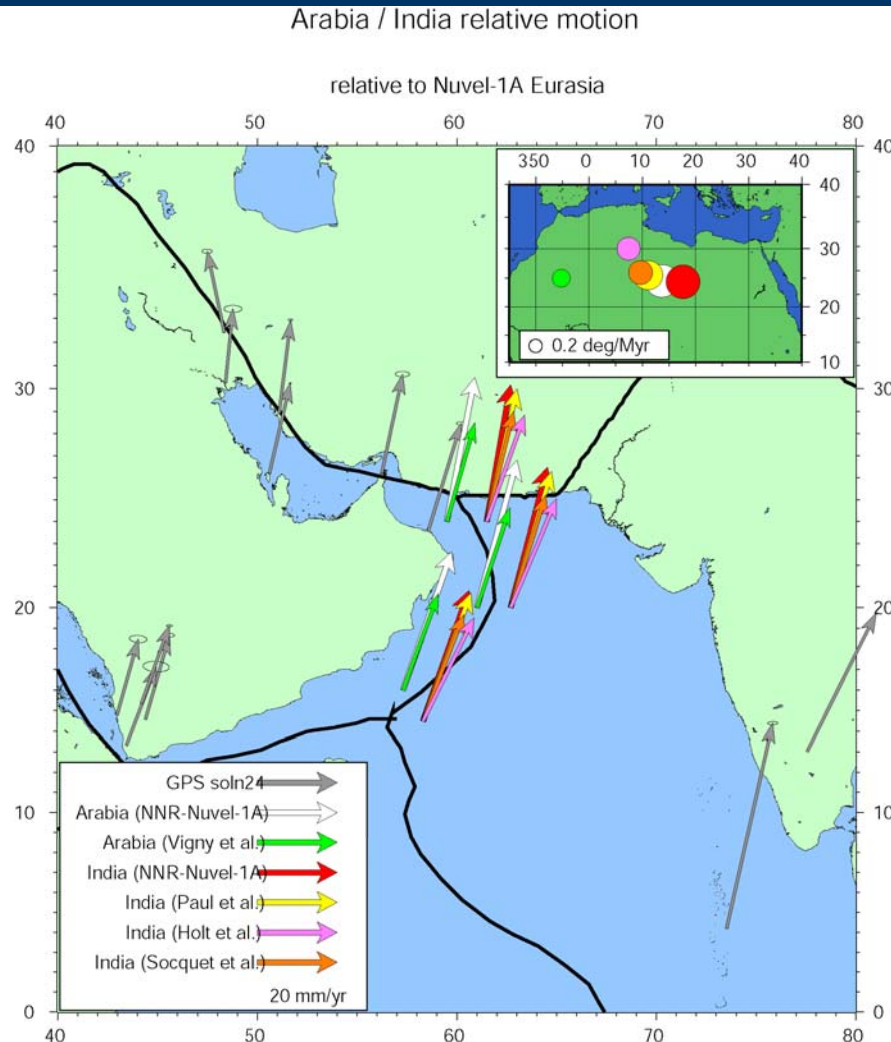 Arabia / India relative motion
relative to Nuvel-1A Eurasia
40 50 60 70 80
40 40
350 0 10 20 30 40
40
30
20
10
0.2 deg/Myr
30 30
20 20
10 10
GPS soln24
Arabia (NNR-Nuvel-1A)
Arabia (Vigny et al.)
India (NNR-Nuvel-1A)
India (Paul et al.)
India (Holt et al.)
India (Socquet et al.)
20 mm/yr
0 0
40 50 60 70 80